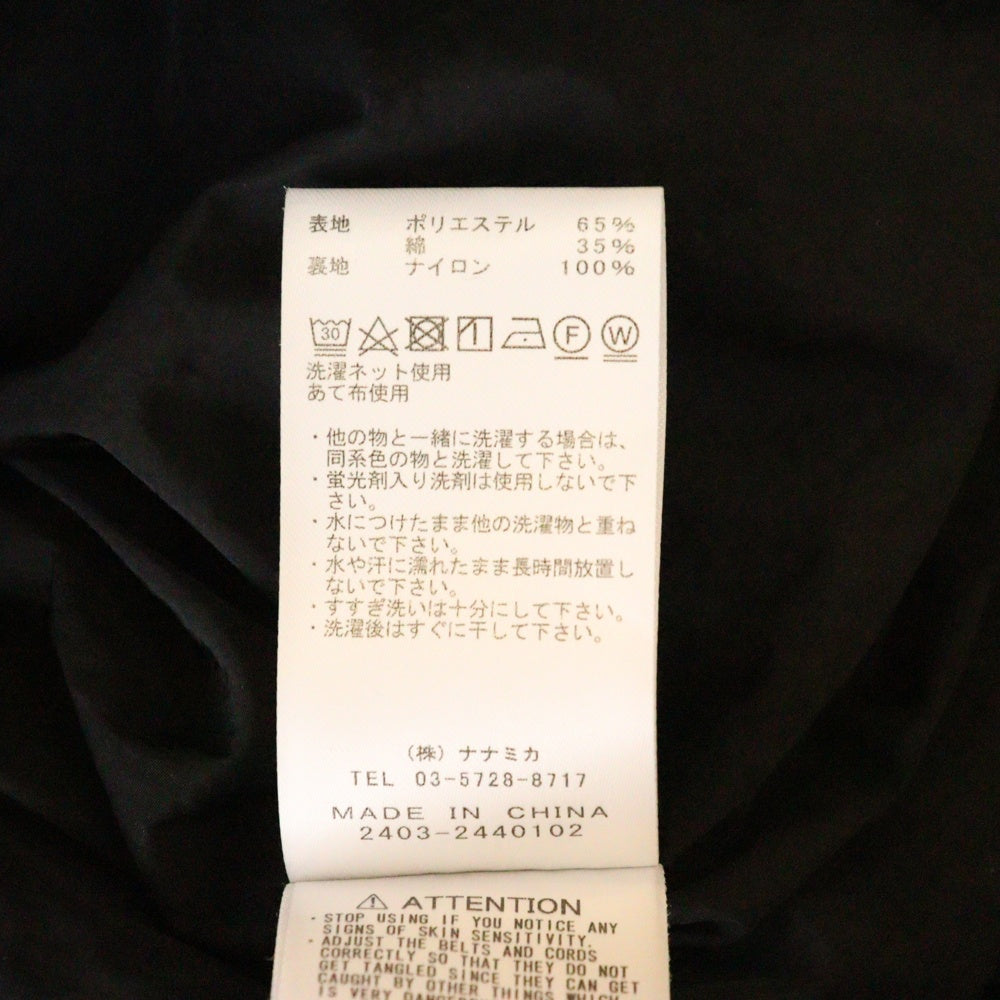 表地 ポリエステル 65%
綿 35%
裏地 ナイロン 100%
30 F W
洗濯ネット使用
あて布使用
・他の物と一緒に洗濯する場合は、
同系色の物と洗濯して下さい。
・蛍光剤入り洗剤は使用しないで下
さい。
・水につけたまま他の洗濯物と重ね
ないで下さい。
・水や汗に濡れたまま長時間放置し
ないで下さい。
・すすぎ洗いは十分にして下さい。
・洗濯後はすぐに干して下さい。
(株) ナナミカ
TEL 03-5728-8717
MADE IN CHINA
2403-2440102
⚠ ATTENTION
・STOP USING IF YOU NOTICE ANY
SIGNS OF SKIN SENSITIVITY.
・ADJUST THE BELTS AND CORDS
CORRECTLY SO THAT THEY DO NOT
GET TANGLED SINCE THEY CAN GET
CAUGHT BY OTHER THINGS WHICH
IS VERY